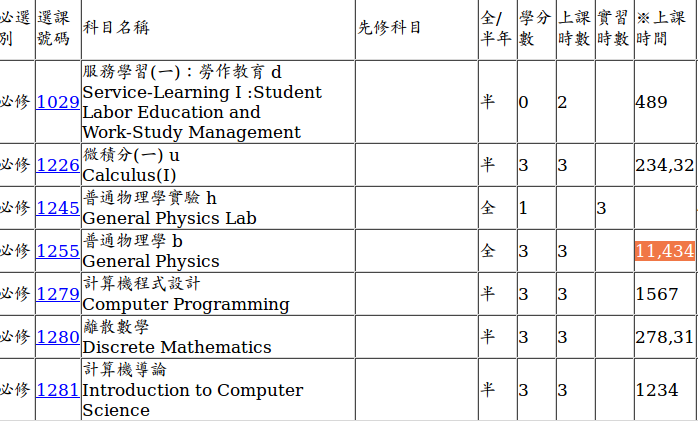 必選別 選課號碼 科目名稱 先修科目 全/半年 學分數 上課時數 實習時數 ※上課時間
必修 1029 服務學習(一)：勞作教育 d 半 0 2 489
Service-Learning I :Student
Labor Education and
Work-Study Management
必修 1226 微積分(一) u 半 3 3 234,32
Calculus(I)
必修 1245 普通物理學實驗 h 全 1 3
General Physics Lab
必修 1255 普通物理學 b 全 3 3 11,434
General Physics
必修 1279 計算機程式設計 半 3 3 1567
Computer Programming
必修 1280 離散數學 半 3 3 278,31
Discrete Mathematics
必修 1281 計算機導論 半 3 3 1234
Introduction to Computer
Science